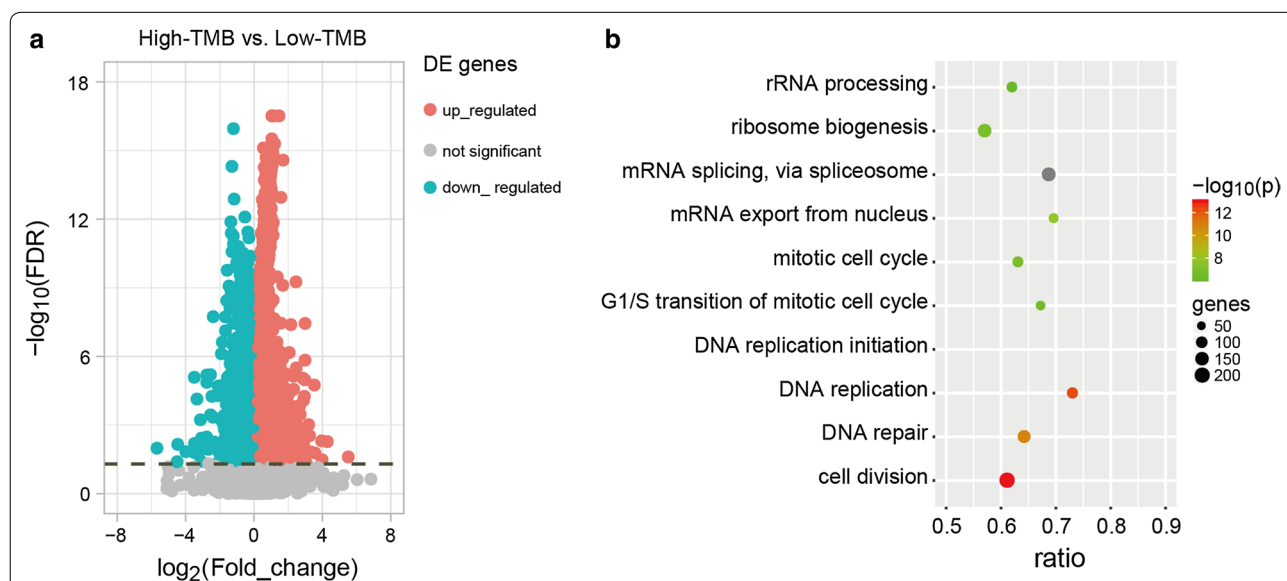 a
High-TMB vs. Low-TMB
DE genes
up_regulated
not significant
down_ regulated
−log10(FDR)
18
12
6
0
−8
−4
0
4
8
log2(Fold_change)
b
rRNA processing
ribosome biogenesis
mRNA splicing, via spliceosome
mRNA export from nucleus
mitotic cell cycle
G1/S transition of mitotic cell cycle
DNA replication initiation
DNA replication
DNA repair
cell division
0.5
0.6
0.7
0.8
0.9
ratio
−log10(p)
12
10
8
genes
50
100
150
200